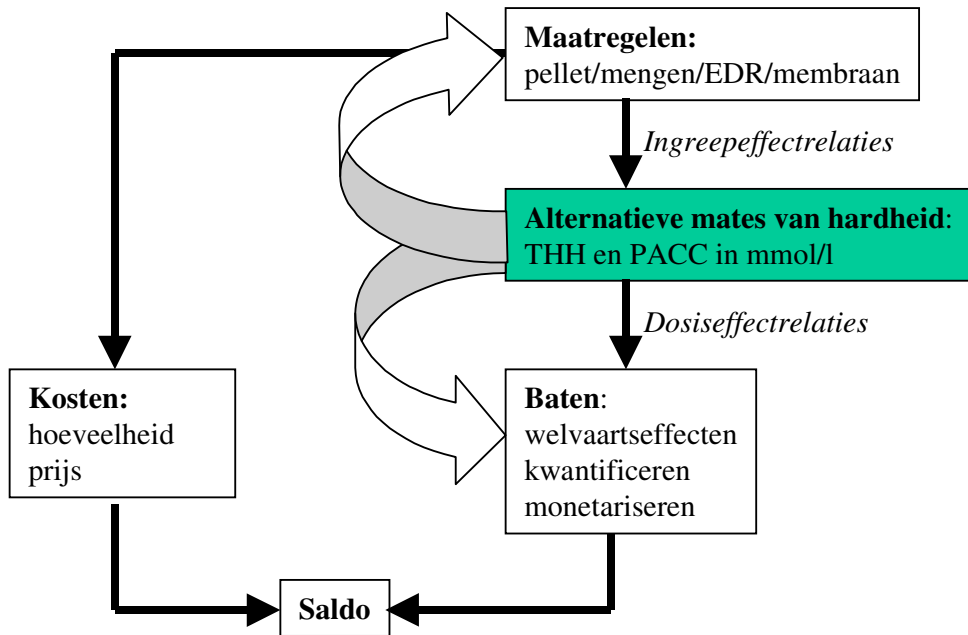 Maatregelen:
pellet/mengen/EDR/membraan
Ingreepeffectrelaties
Alternatieve mates van hardheid:
THH en PACC in mmol/l
Dosiseffectrelaties
Kosten:
hoeveelheid
prijs
Baten:
welvaartseffecten
kwantificeren
monetariseren
Saldo